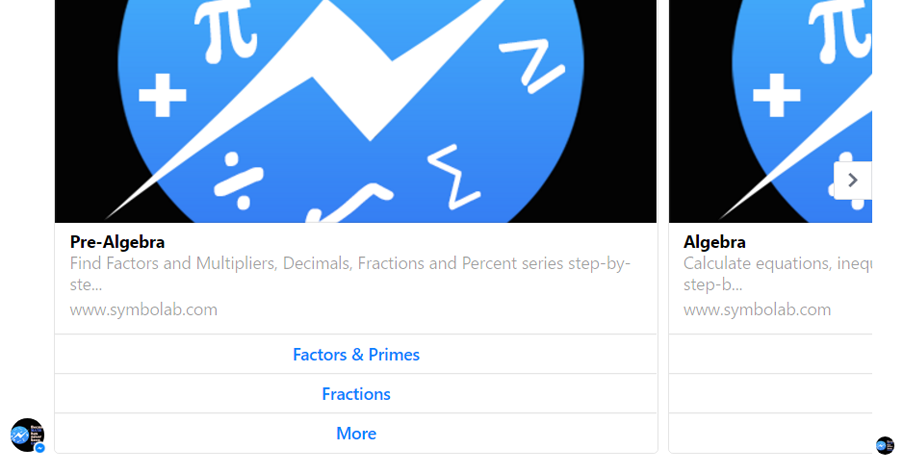 π
+
÷
Σ
Pre-Algebra
Find Factors and Multipliers, Decimals, Fractions and Percent series step-by-
ste...
www.symbolab.com
Factors & Primes
Fractions
More
π
+
÷
Algebra
Calculate equations, inequ
step-b...
www.symbolab.com